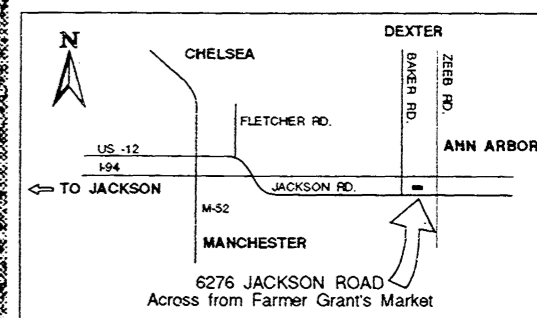 DEXTER
N
CHELSEA
BAKER RD.
ZEEB RD.
FLETCHER RD.
ANN ARBOR
US -12
I-94
TO JACKSON
JACKSON RD.
M-52
MANCHESTER
6276 JACKSON ROAD
Across from Farmer Grant's Market